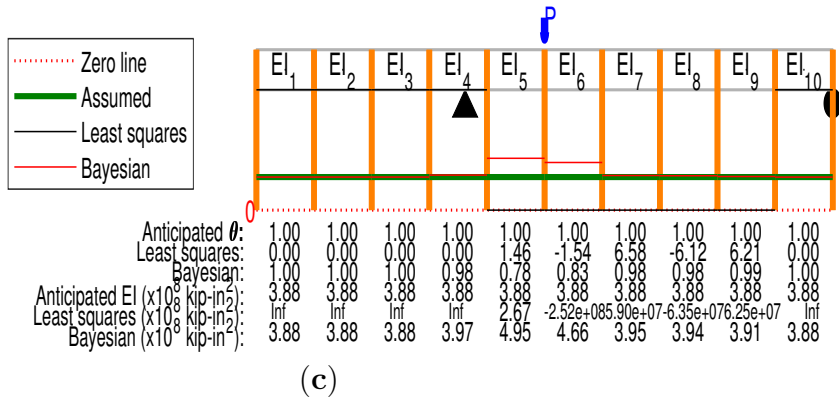 P
Zero line
Assumed
Least squares
Bayesian
EI1 EI2 EI3 EI4 EI5 EI6 EI7 EI8 EI9 EI10
0
Anticipated θ: 1.00 1.00 1.00 1.00 1.00 1.00 1.00 1.00 1.00 1.00
Least squares: 0.00 0.00 0.00 0.00 1.46 -1.54 6.58 -6.12 6.21 0.00
Bayesian: 1.00 1.00 1.00 0.98 0.78 0.83 0.98 0.98 0.99 1.00
Anticipated EI (x10^8 kip-in^2): 3.88 3.88 3.88 3.88 3.88 3.88 3.88 3.88 3.88 3.88
Least squares (x10^8 kip-in^2): Inf Inf Inf Inf 2.67 -2.52e+08 5.90e+07 -6.35e+07 6.25e+07 Inf
Bayesian (x10^8 kip-in^2): 3.88 3.88 3.88 3.97 4.95 4.66 3.95 3.94 3.91 3.88
(c)